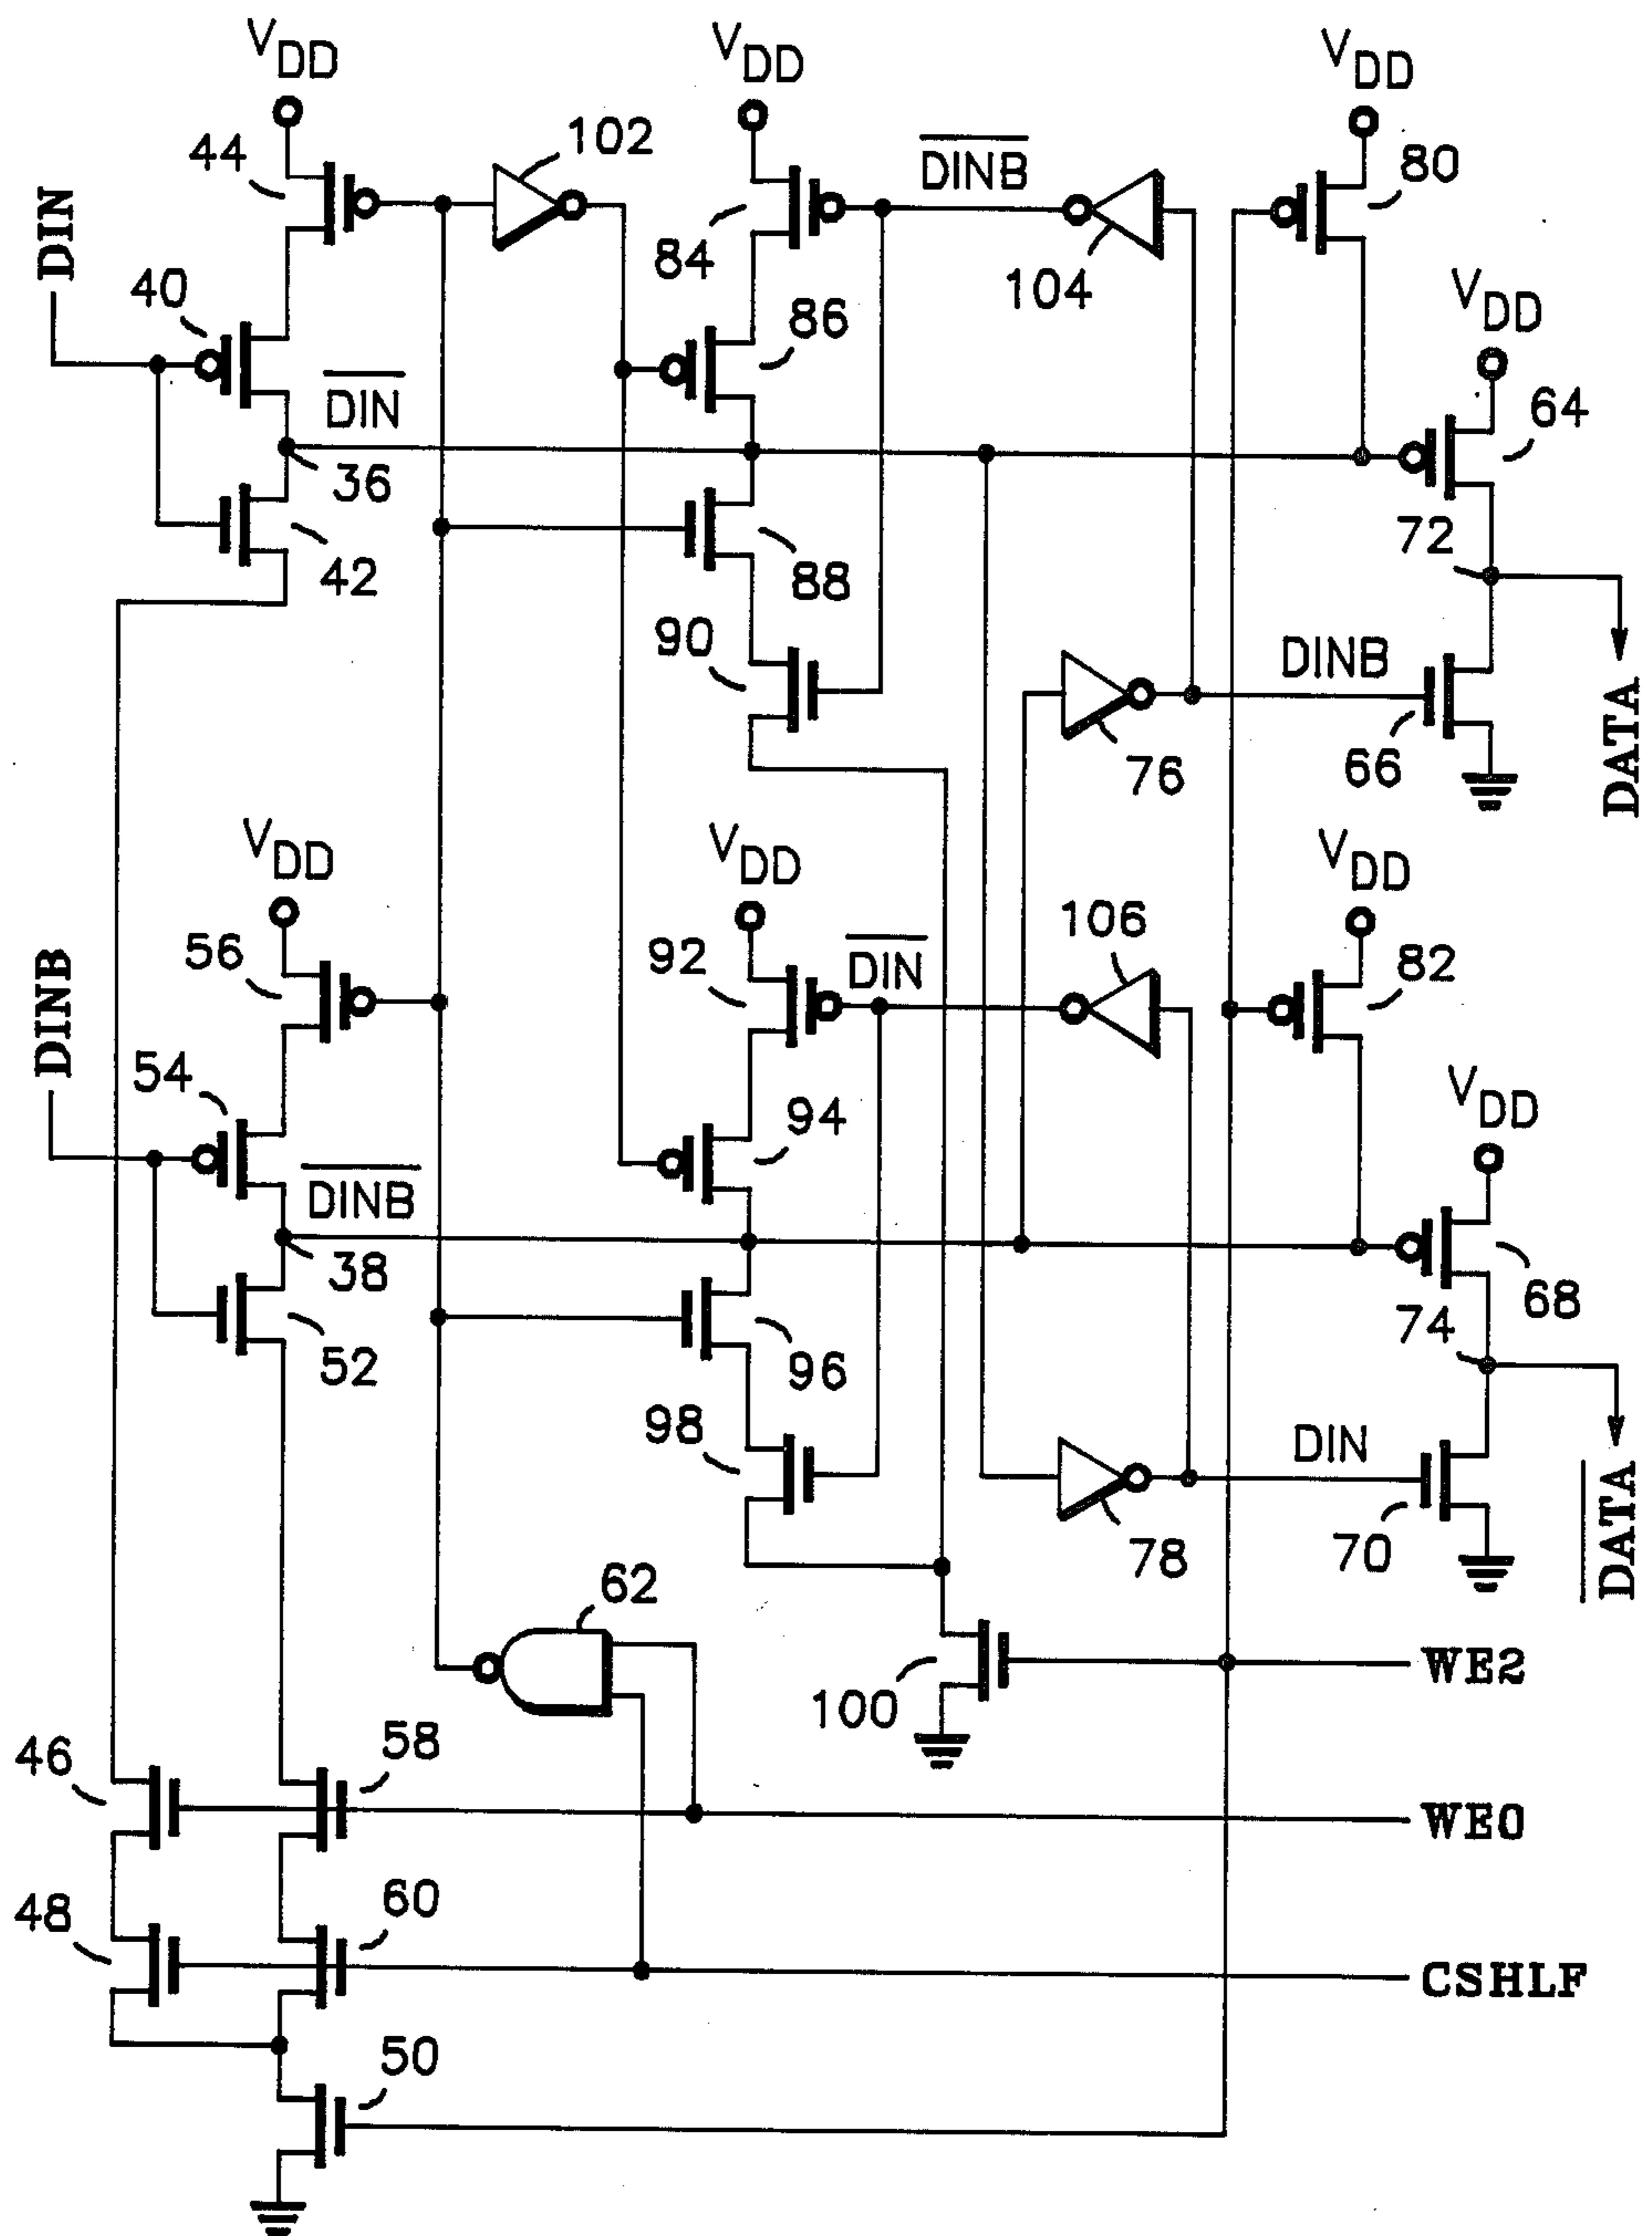 VDD
VDD
VDD
44
102
DINB
80
DIN
84
104
VDD
40
86
DIN
64
36
72
42
88
90
DINB
76
66
DATA
VDD
VDD
VDD
56
92
DIN
106
82
DINB
54
94
VDD
DINB
38
68
74
52
96
98
DIN
78
70
DATA
62
100
WE2
46
58
WE0
48
60
CSHLF
50